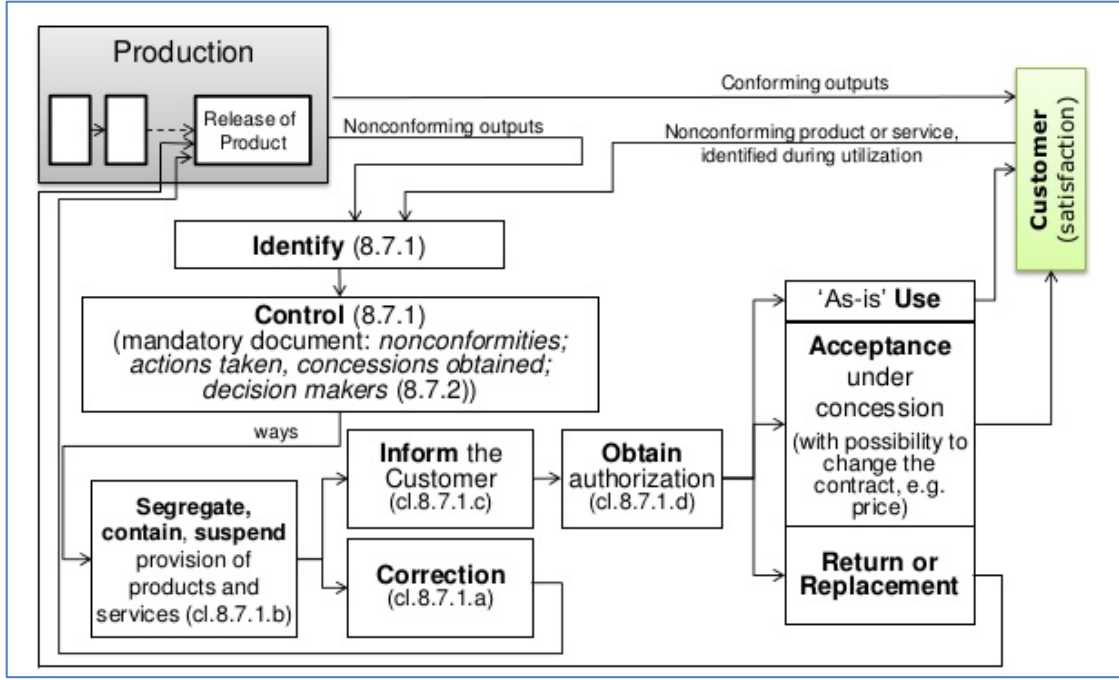 Production
Release of
Product
Conforming outputs
Nonconforming outputs
Nonconforming product or service,
identified during utilization
Customer
(satisfaction)
Identify (8.7.1)
Control (8.7.1)
(mandatory document: nonconformities;
actions taken, concessions obtained;
decision makers (8.7.2))
ways
Segregate,
contain, suspend
provision of
products and
services (cl.8.7.1.b)
Inform the
Customer
(cl.8.7.1.c)
Correction
(cl.8.7.1.a)
Obtain
authorization
(cl.8.7.1.d)
‘As-is’ Use
Acceptance
under
concession
(with possibility to
change the
contract, e.g.
price)
Return or
Replacement